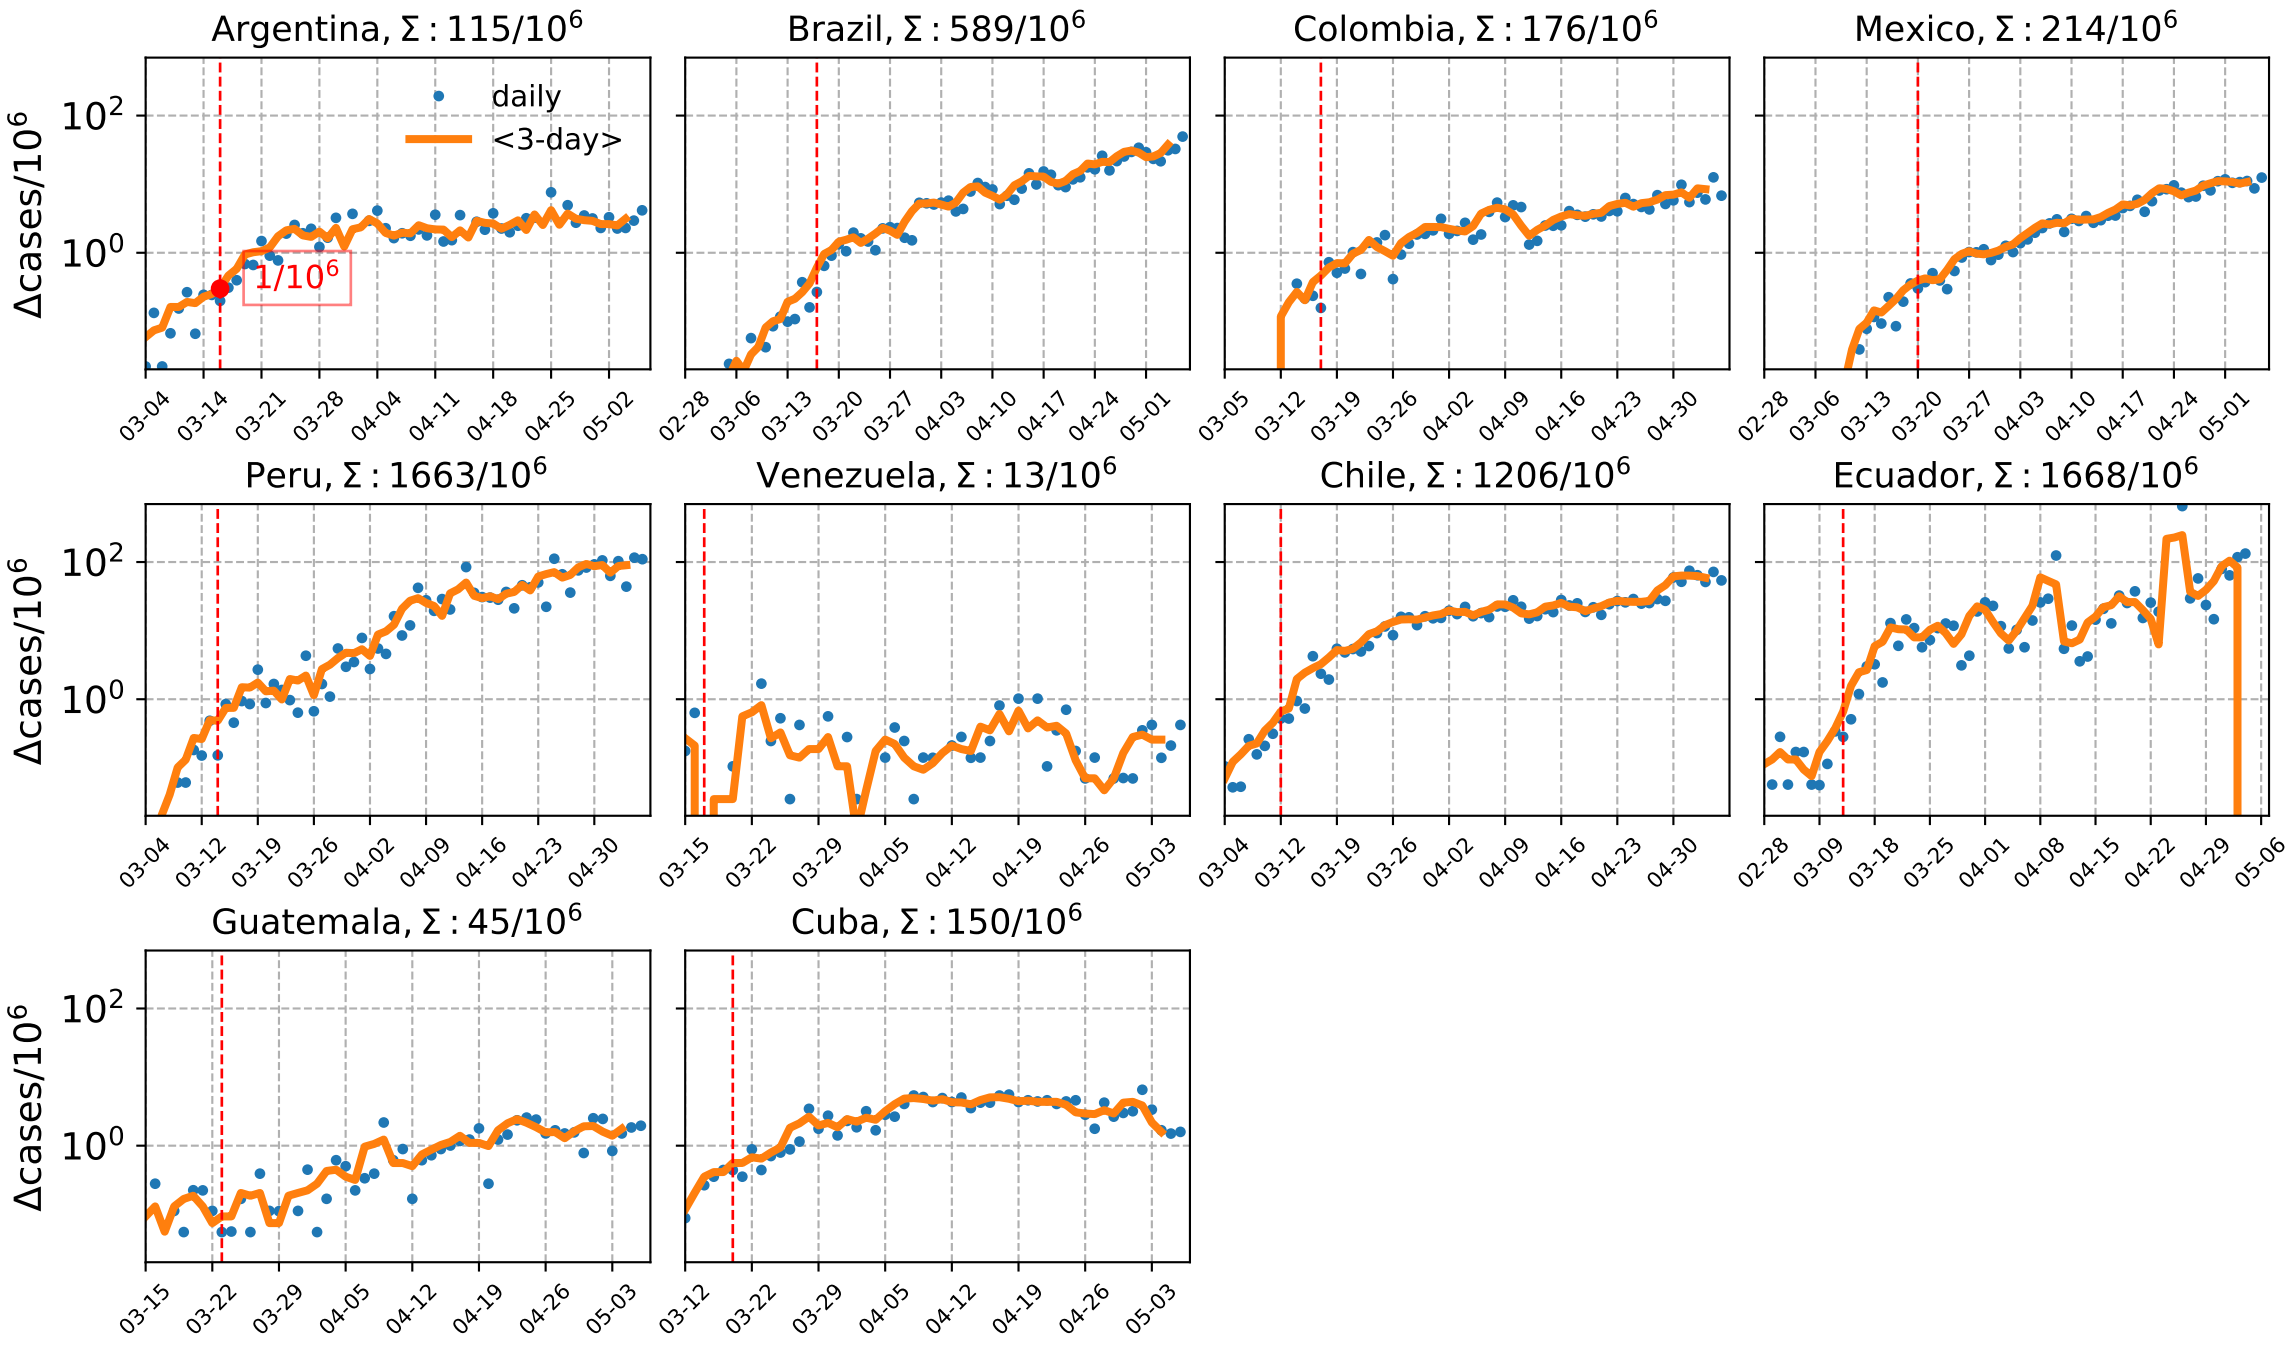 Argentina, Σ : 115/10⁶
Brazil, Σ : 589/10⁶
Colombia, Σ : 176/10⁶
Mexico, Σ : 214/10⁶
Δcases/10⁶
10²
10⁰
daily
<3-day>
1/10⁶
03-04 03-14 03-21 03-28 04-04 04-11 04-18 04-25 05-02
02-28 03-06 03-13 03-20 03-27 04-03 04-10 04-17 04-24 05-01
03-05 03-12 03-19 03-26 04-02 04-09 04-16 04-23 04-30
02-28 03-06 03-13 03-20 03-27 04-03 04-10 04-17 04-24 05-01
Peru, Σ : 1663/10⁶
Venezuela, Σ : 13/10⁶
Chile, Σ : 1206/10⁶
Ecuador, Σ : 1668/10⁶
Δcases/10⁶
10²
10⁰
03-04 03-12 03-19 03-26 04-02 04-09 04-16 04-23 04-30
03-15 03-22 03-29 04-05 04-12 04-19 04-26 05-03
03-04 03-12 03-19 03-26 04-02 04-09 04-16 04-23 04-30
02-28 03-09 03-18 03-25 04-01 04-08 04-15 04-22 04-29 05-06
Guatemala, Σ : 45/10⁶
Cuba, Σ : 150/10⁶
Δcases/10⁶
10²
10⁰
03-15 03-22 03-29 04-05 04-12 04-19 04-26 05-03
03-12 03-22 03-29 04-05 04-12 04-19 04-26 05-03